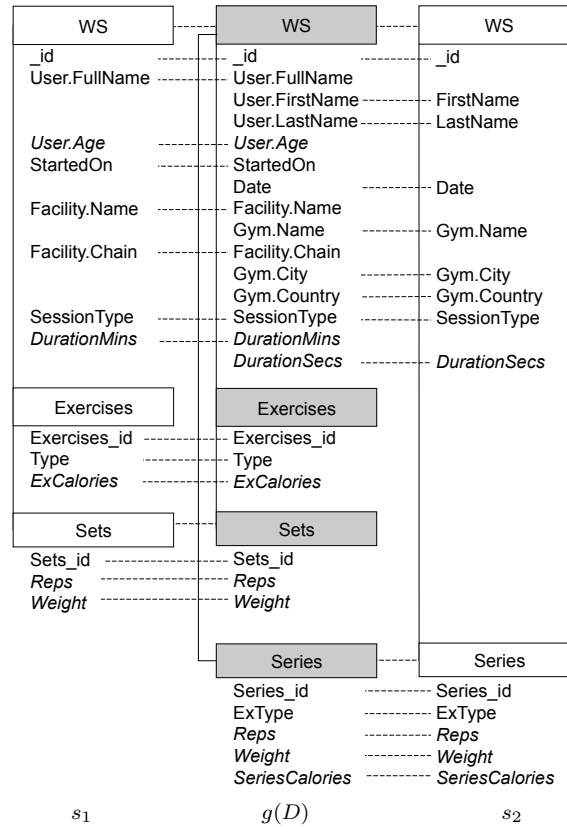 WS WS WS
_id _id _id
User.FullName User.FullName
User.FirstName FirstName
User.LastName LastName
User.Age User.Age
StartedOn StartedOn
Date Date
Facility.Name Facility.Name
Gym.Name Gym.Name
Facility.Chain Facility.Chain
Gym.City Gym.City
Gym.Country Gym.Country
SessionType SessionType SessionType
DurationMins DurationMins
DurationSecs DurationSecs
Exercises Exercises
Exercises_id Exercises_id
Type Type
ExCalories ExCalories
Sets Sets
Sets_id Sets_id
Reps Reps
Weight Weight
Series Series
Series_id Series_id
ExType ExType
Reps Reps
Weight Weight
SeriesCalories SeriesCalories
s1 g(D) s2